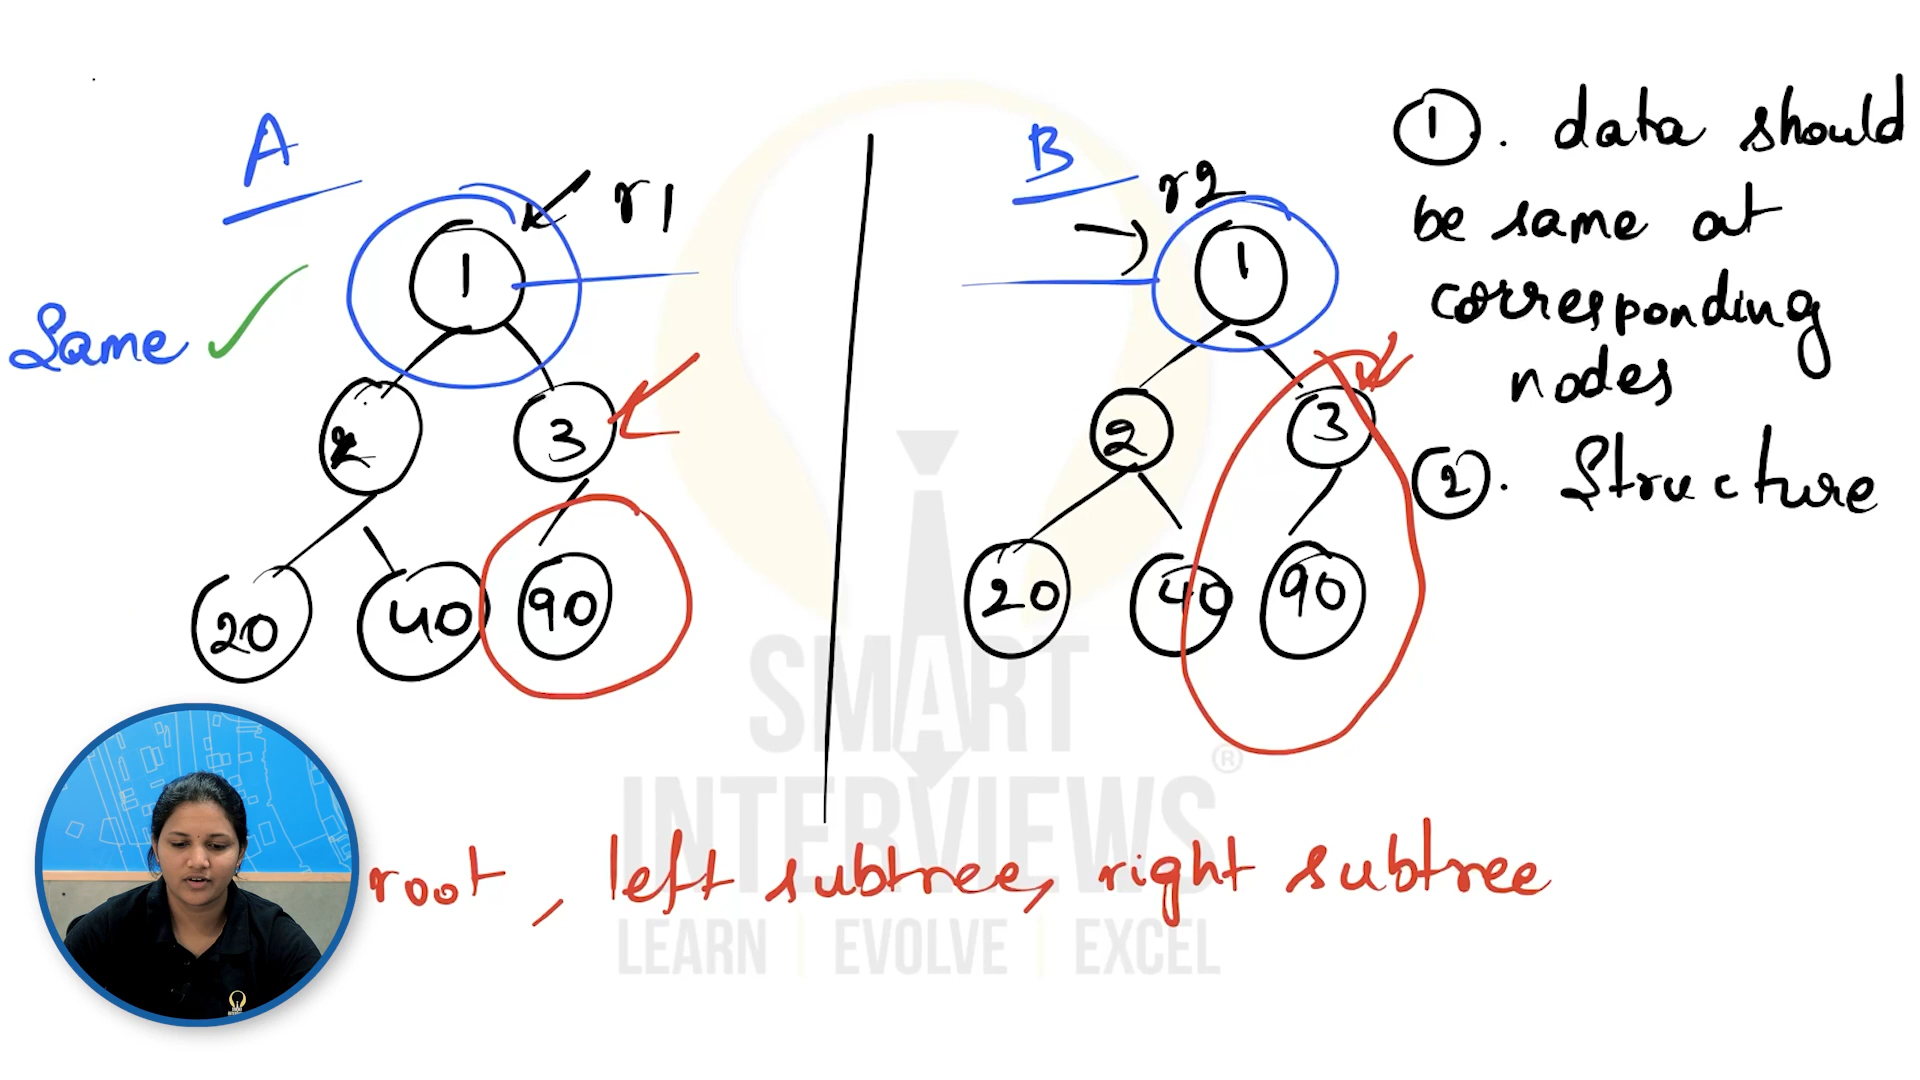 A
B
r1
r2
1
1
Same
2
3
2
3
20
40
90
20
40
90
①. data should
be same at
corresponding
nodes
②. Structure
root, left subtree, right subtree
SMART
INTERVIEWS®
LEARN | EVOLVE | EXCEL